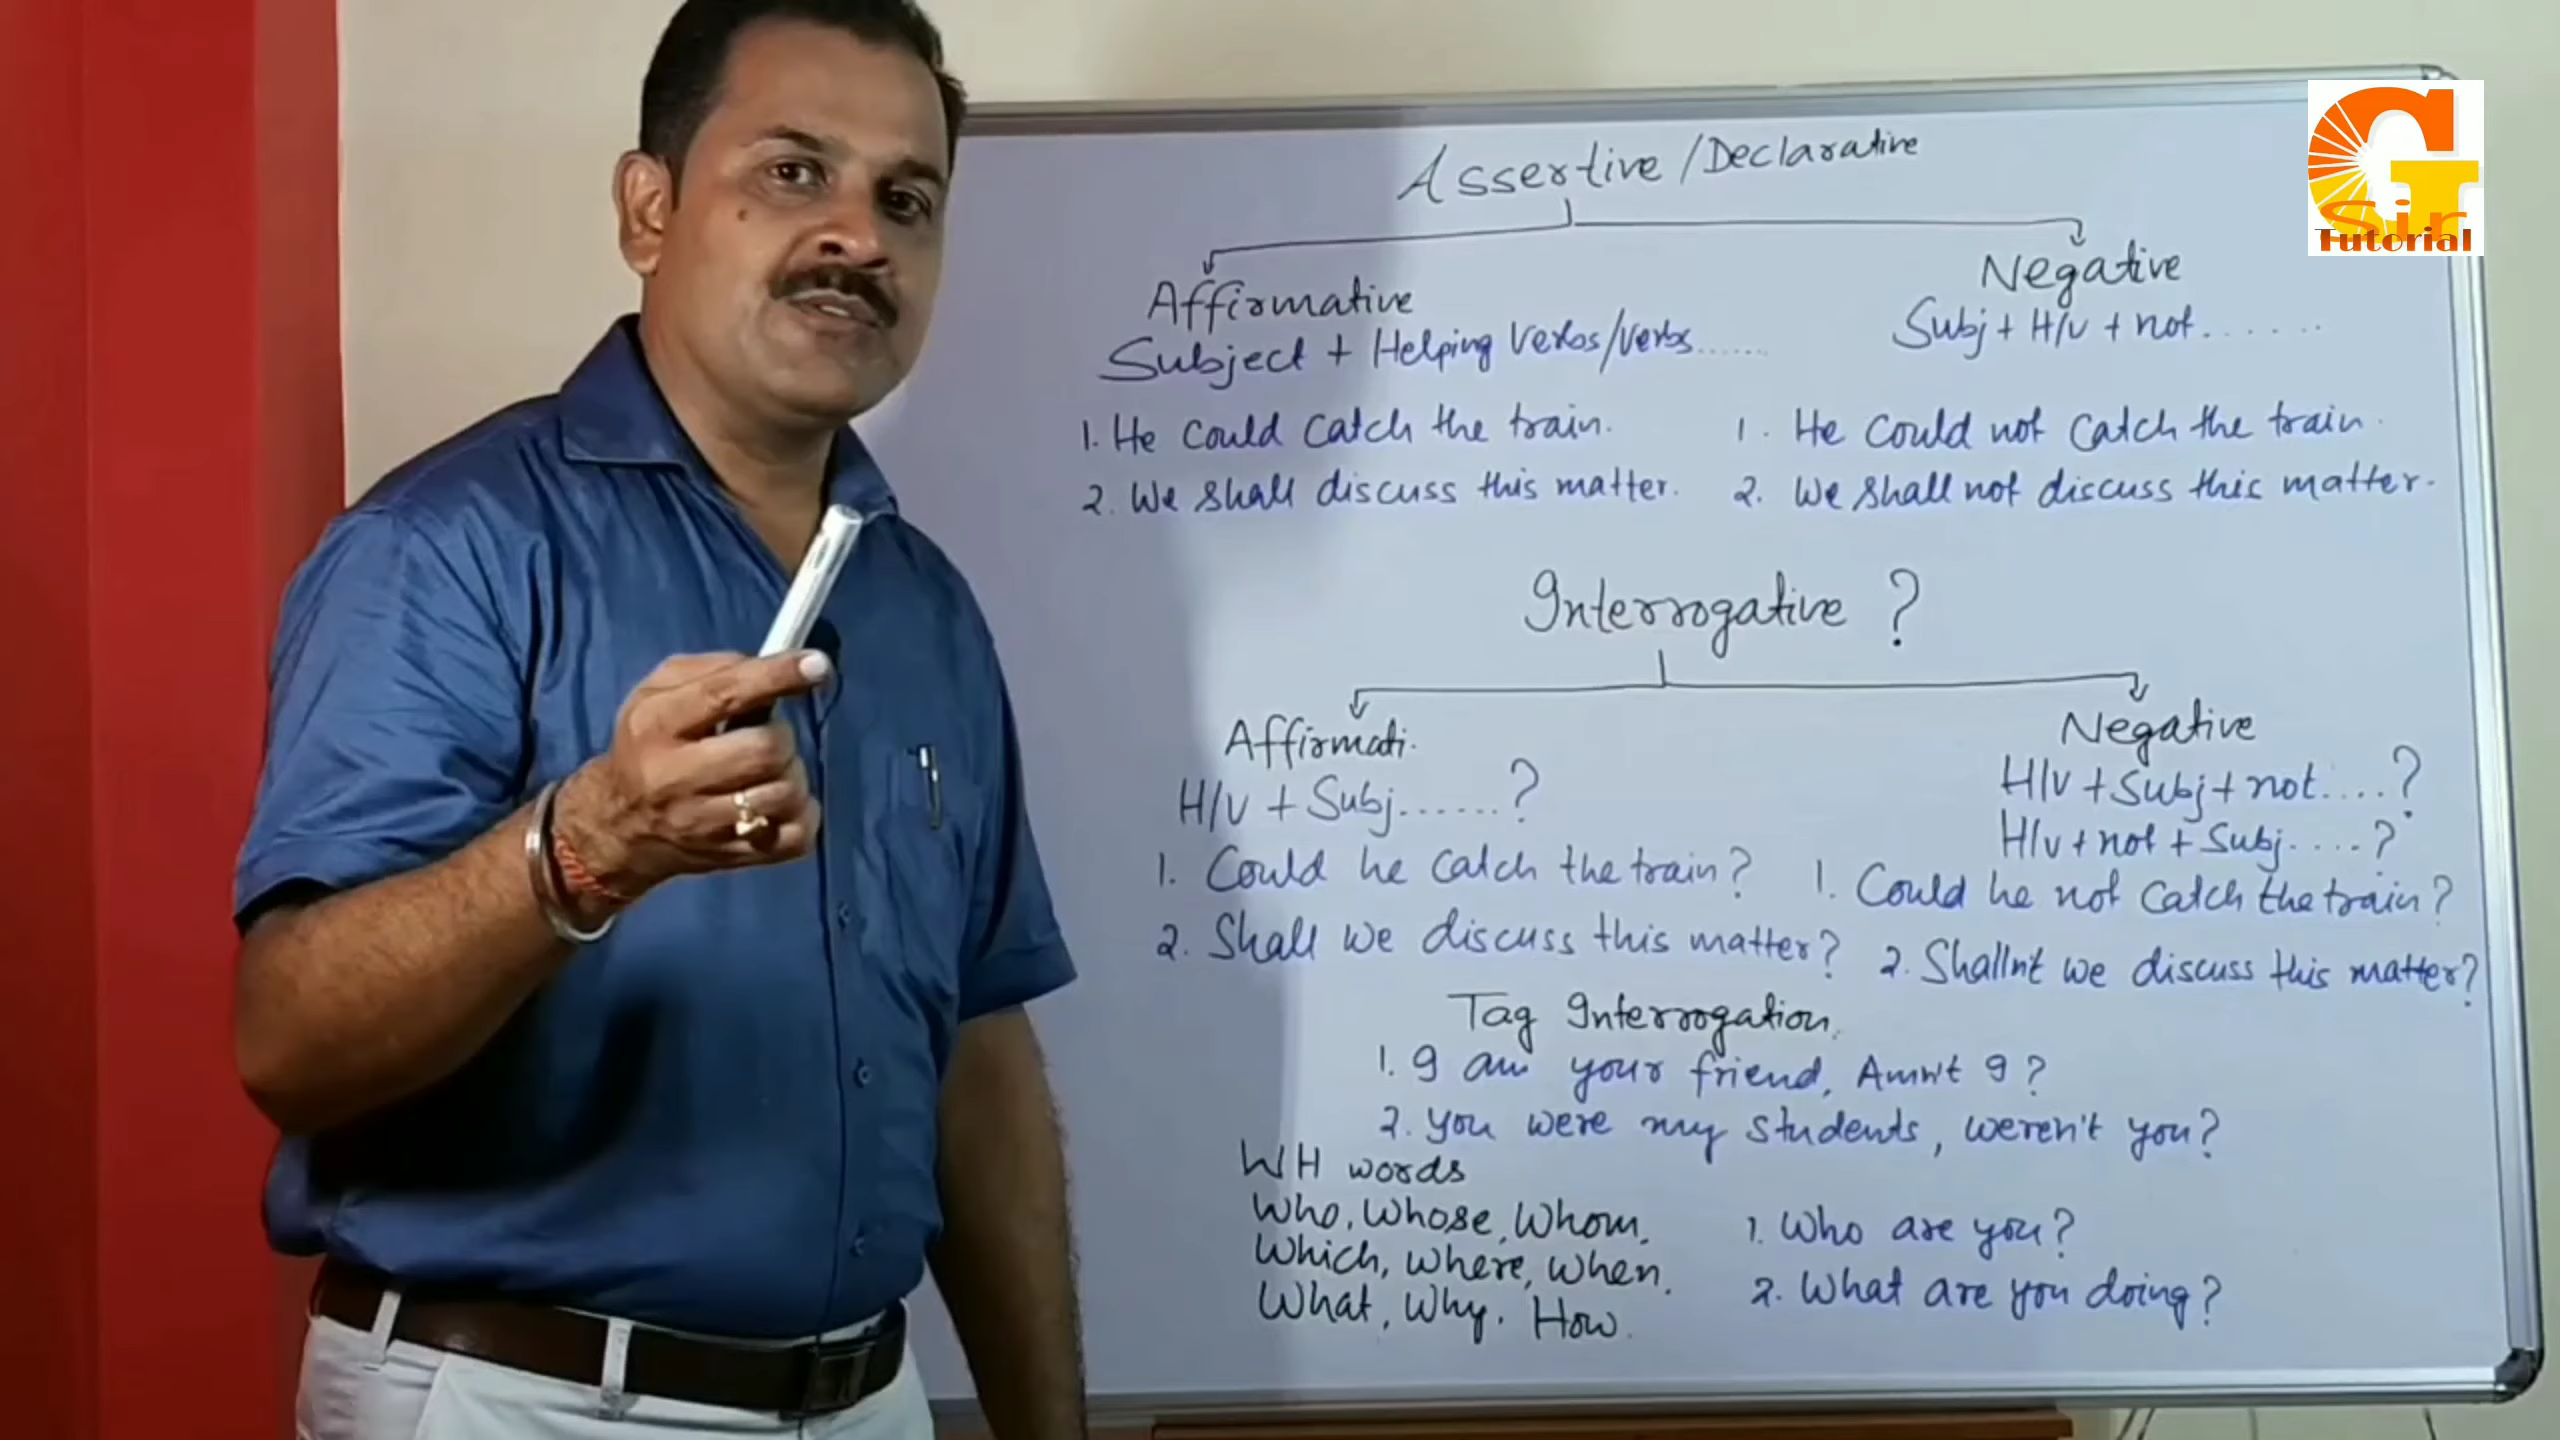 Assertive/Declarative
Affirmative
Subject + Helping Verbs/Verbs......
1. He Could Catch the train.
2. We Shall discuss this matter.
Negative
Subj + H/V + not......
1. He Could not Catch the train.
2. We Shall not discuss this matter.
Interrogative ?
Affirmati.
H/V + Subj......?
1. Could he Catch the train?
2. Shall we discuss this matter?
Negative
H/V + Subj + not....?
H/V + not + Subj....?
1. Could he not Catch the train?
2. Shallnt we discuss this matter?
Tag Interrogation.
1. I am your friend, Amn't I?
2. You were my Students, weren't you?
WH words
Who, Whose, Whom,
Which, Where, When.
What, Why. How.
1. Who are you?
2. What are you doing?
GT
Sir
Tutorial